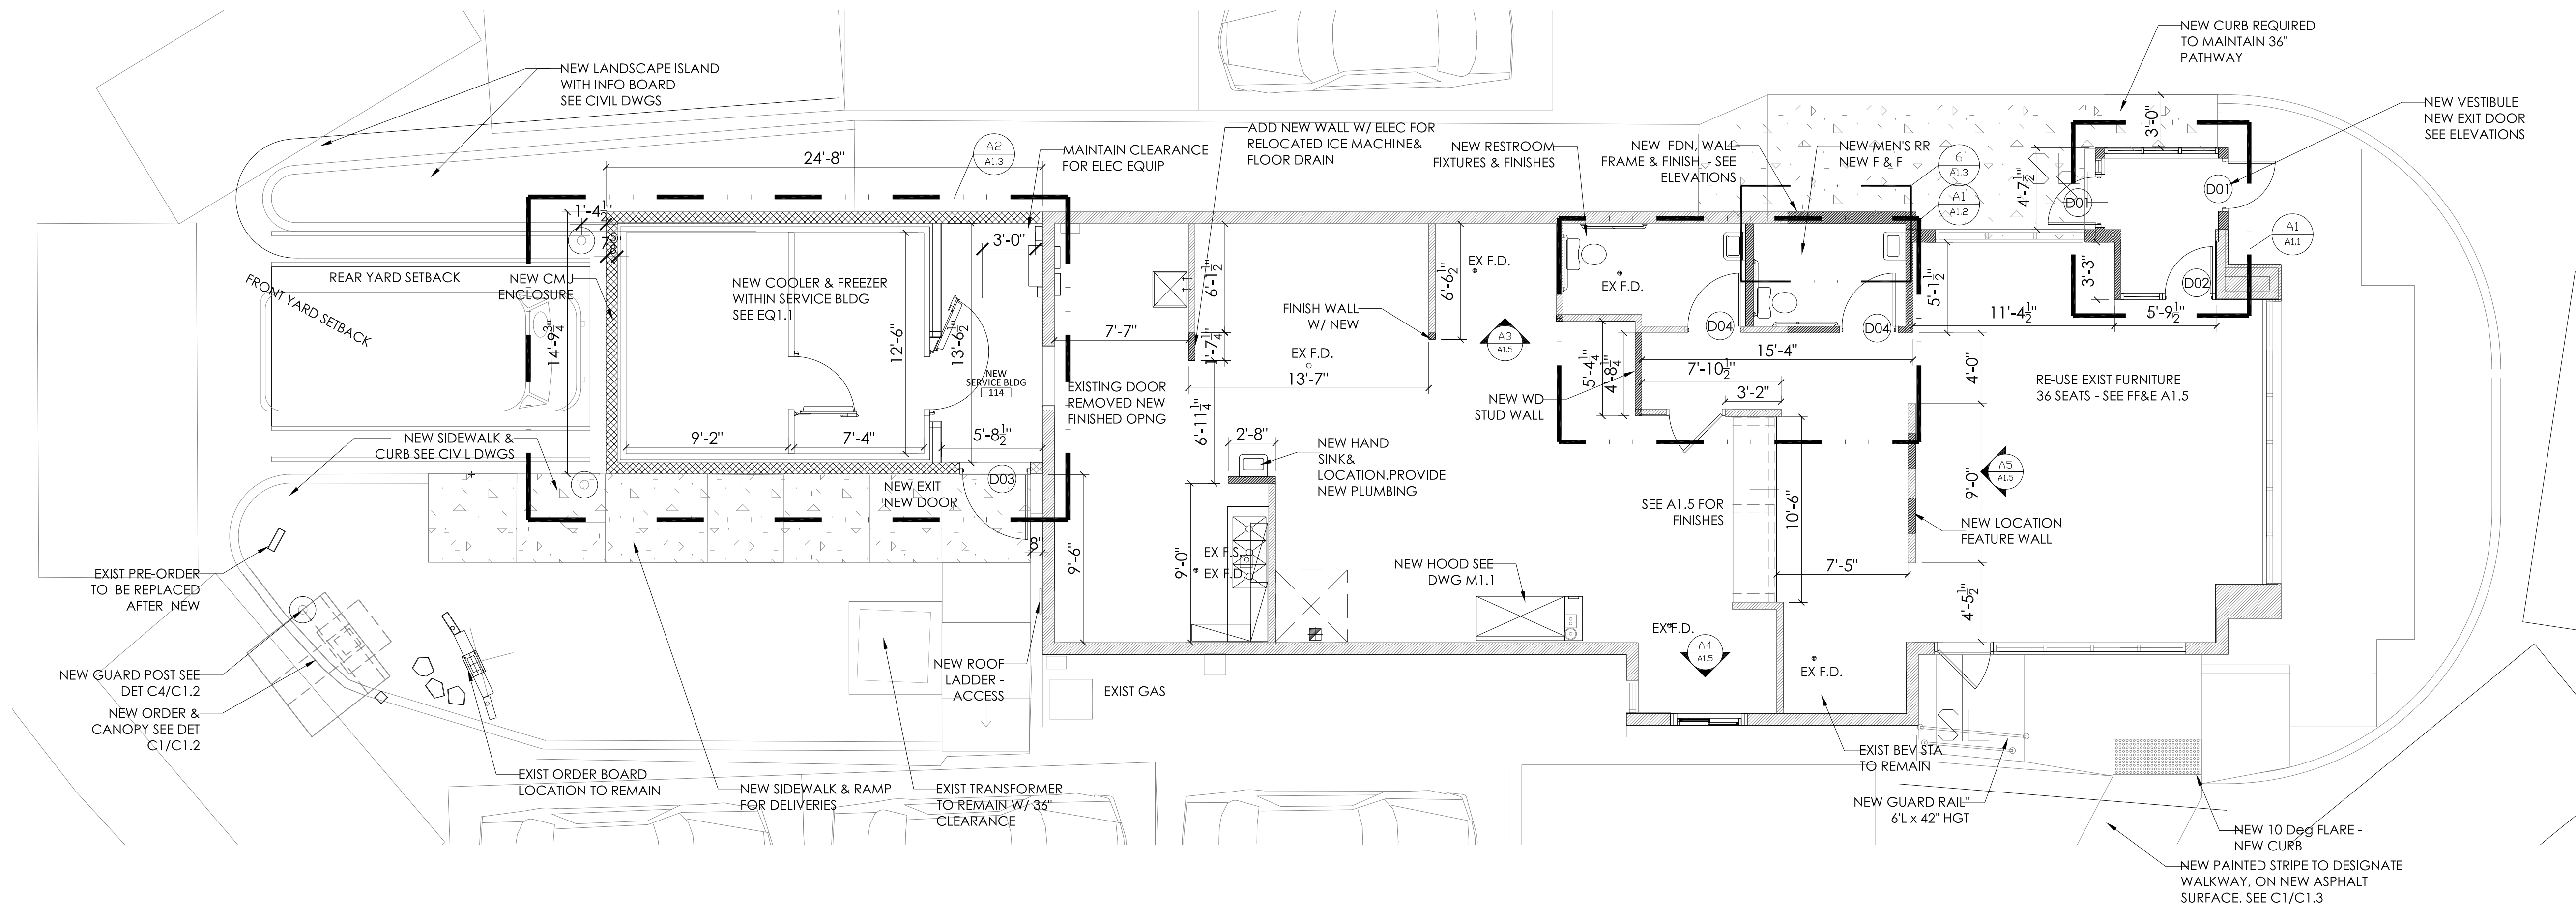 NEW CURB REQUIRED
TO MAINTAIN 36"
PATHWAY
NEW LANDSCAPE ISLAND
WITH INFO BOARD
SEE CIVIL DWGS
NEW VESTIBULE
NEW EXIT DOOR
SEE ELEVATIONS
3'-0"
ADD NEW WALL W/ ELEC FOR
RELOCATED ICE MACHINE&
FLOOR DRAIN
A2
A1.3
MAINTAIN CLEARANCE
FOR ELEC EQUIP
24'-8"
NEW RESTROOM
FIXTURES & FINISHES
NEW FDN, WALL
FRAME & FINISH - SEE
ELEVATIONS
NEW MEN'S RR
NEW F & F
6
A1.3
A1
A1.2
4'-7 1/2"
D01
D01
A1
A1.1
1'-4 1/2"
3'-0"
REAR YARD SETBACK
FRONT YARD SETBACK
NEW CMU
ENCLOSURE
NEW COOLER & FREEZER
WITHIN SERVICE BLDG
SEE EQ1.1
14'-9 3/4"
12'-6"
13'-6 1/2"
6'-1 1/2"
6'-6 1/2"
EX F.D.
EX F.D.
5'-1 1/2"
3'-3"
D02
11'-4 1/2"
5'-9 1/2"
FINISH WALL
W/ NEW
7'-7"
1'-7 1/4"
EX F.D.
13'-7"
A3
A1.5
D04
D04
15'-4"
5'-4 1/4"
4'-8 1/4"
7'-10 1/2"
3'-2"
4'-0"
RE-USE EXIST FURNITURE
36 SEATS - SEE FF&E A1.5
NEW
SERVICE BLDG
114
EXISTING DOOR
REMOVED NEW
FINISHED OPNG
NEW WD
STUD WALL
9'-2"
7'-4"
5'-8 1/2"
6'-11 1/4"
2'-8"
NEW HAND
SINK&
LOCATION.PROVIDE
NEW PLUMBING
NEW SIDEWALK &
CURB SEE CIVIL DWGS
NEW EXIT
NEW DOOR
D03
SEE A1.5 FOR
FINISHES
10'-6"
9'-0"
A5
A1.5
NEW LOCATION
FEATURE WALL
8'
9'-6"
9'-0"
EX F.S.
EX F.D.
NEW HOOD SEE
DWG M1.1
7'-5"
4'-5 1/2"
EXIST PRE-ORDER
TO BE REPLACED
AFTER NEW
EX F.D.
A4
A1.5
EX F.D.
NEW GUARD POST SEE
DET C4/C1.2
NEW ORDER &
CANOPY SEE DET
C1/C1.2
NEW ROOF
LADDER -
ACCESS
EXIST GAS
EXIST BEV STA
TO REMAIN
EXIST ORDER BOARD
LOCATION TO REMAIN
NEW SIDEWALK & RAMP
FOR DELIVERIES
EXIST TRANSFORMER
TO REMAIN W/ 36"
CLEARANCE
NEW GUARD RAIL"
6'L x 42" HGT
NEW 10 Deg FLARE -
NEW CURB
NEW PAINTED STRIPE TO DESIGNATE
WALKWAY, ON NEW ASPHALT
SURFACE. SEE C1/C1.3